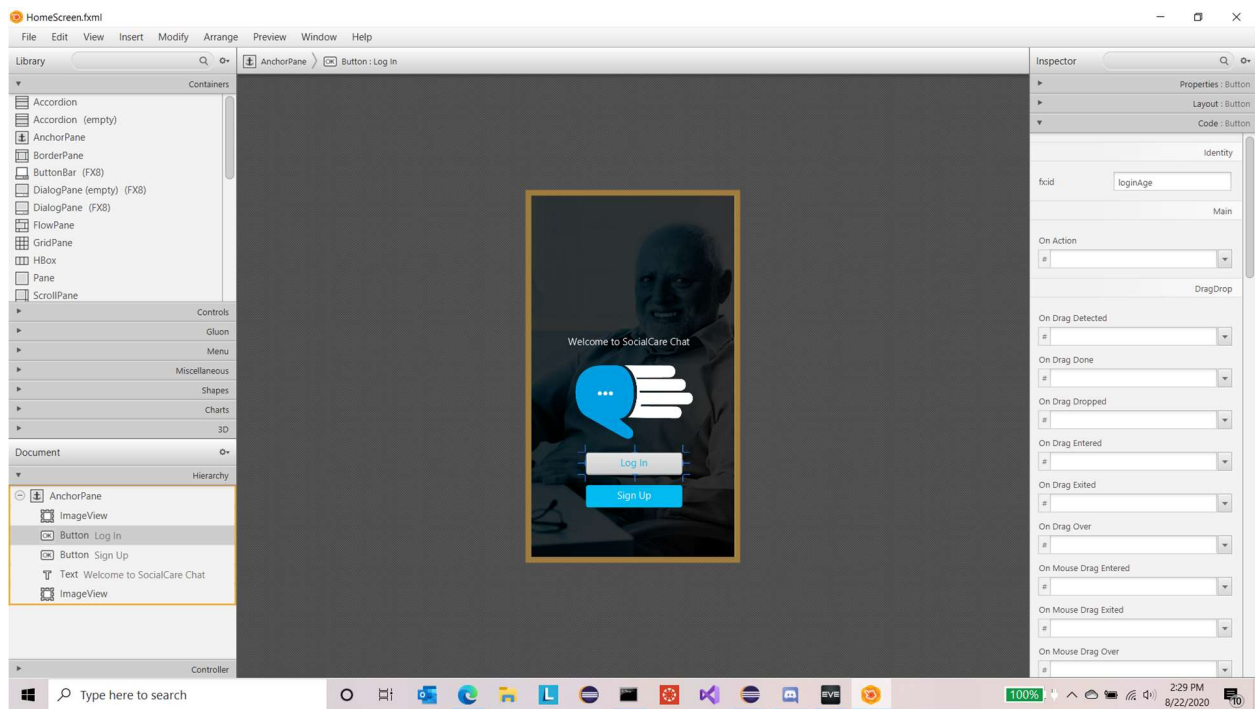 HomeScreen.fxml
File Edit View Insert Modify Arrange Preview Window Help
Library
AnchorPane Button : Log In
Inspector
Containers
Accordion
Accordion (empty)
AnchorPane
BorderPane
ButtonBar (FX8)
DialogPane (empty) (FX8)
DialogPane (FX8)
FlowPane
GridPane
HBox
Pane
ScrollPane
Controls
Gluon
Menu
Miscellaneous
Shapes
Charts
3D
Document
Hierarchy
AnchorPane
ImageView
OK Button Log In
OK Button Sign Up
Text Welcome to SocialCare Chat
ImageView
Controller
Welcome to SocialCare Chat
Log In
Sign Up
Properties : Button
Layout : Button
Code : Button
Identity
fx:id loginAge
Main
On Action
#
DragDrop
On Drag Detected
#
On Drag Done
#
On Drag Dropped
#
On Drag Entered
#
On Drag Exited
#
On Drag Over
#
On Mouse Drag Entered
#
On Mouse Drag Exited
#
On Mouse Drag Over
#
Type here to search
L
EVE
100%
2:29 PM
8/22/2020
10